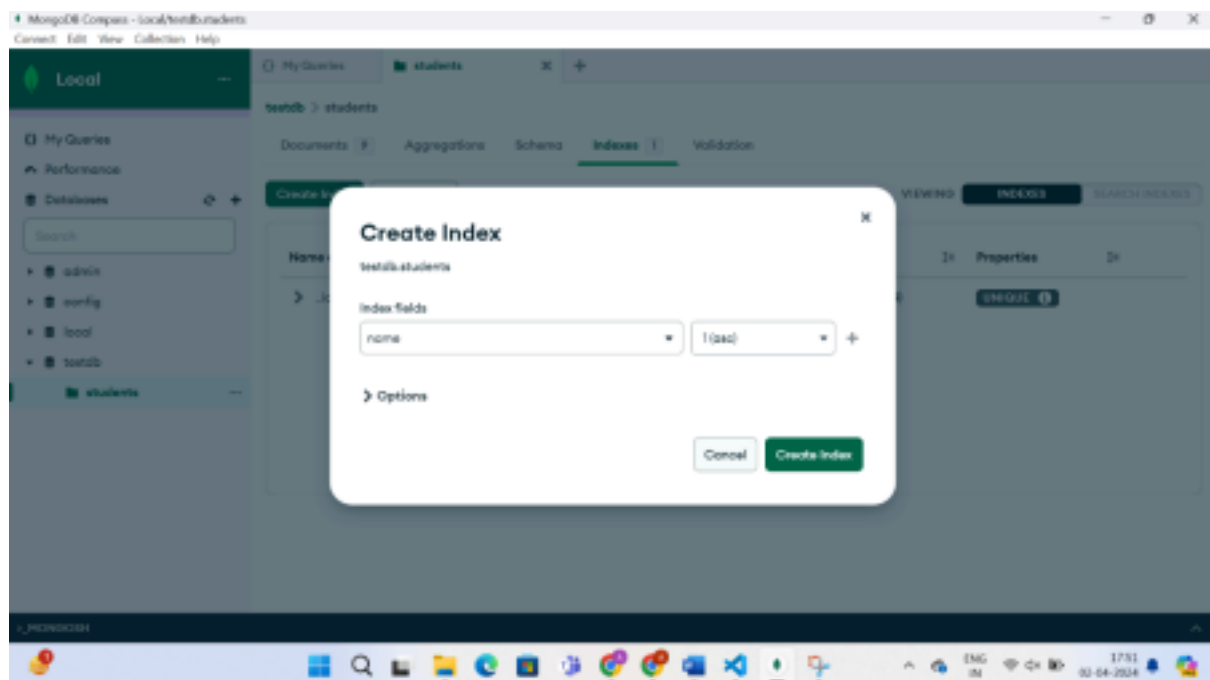 MongoDB Compass - Local/testdb.students
Connect Edit View Collection Help
Local
My Queries
students
testdb > students
My Queries
Performance
Databases
Search
admin
config
local
testdb
students
Documents
Aggregations
Schema
Indexes 1
Validation
Create
VIEWING
INDEXES
SEARCH INDEXES
Name
Properties
UNIQUE
Create Index
testdb.students
Index fields
name
1 (asc)
Options
Cancel
Create Index
>_MONGOSH
ENG
IN
17:51
02-04-2024